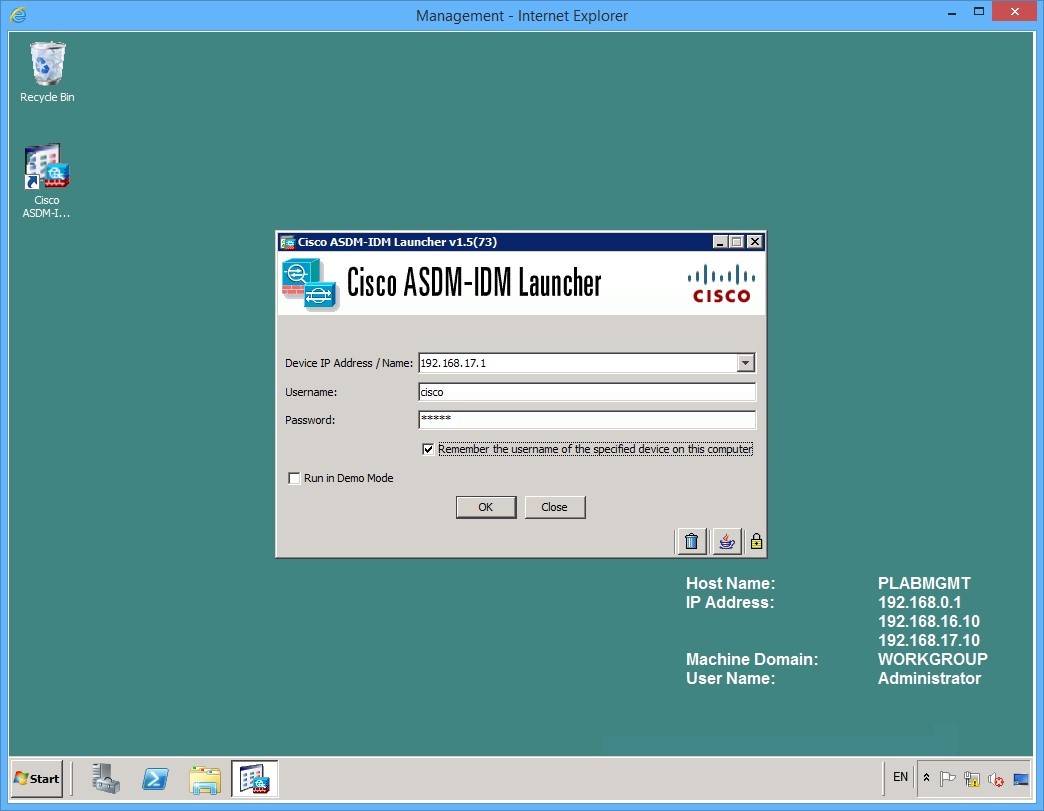 Management - Internet Explorer
Recycle Bin
Cisco
ASDM-I...
Cisco ASDM-IDM Launcher v1.5(73)
Cisco ASDM-IDM Launcher
CISCO
Device IP Address / Name: 192.168.17.1
Username: cisco
Password: *****
Remember the username of the specified device on this computer
Run in Demo Mode
OK Close
Host Name: PLABMGMT
IP Address: 192.168.0.1
192.168.16.10
192.168.17.10
Machine Domain: WORKGROUP
User Name: Administrator
Start EN